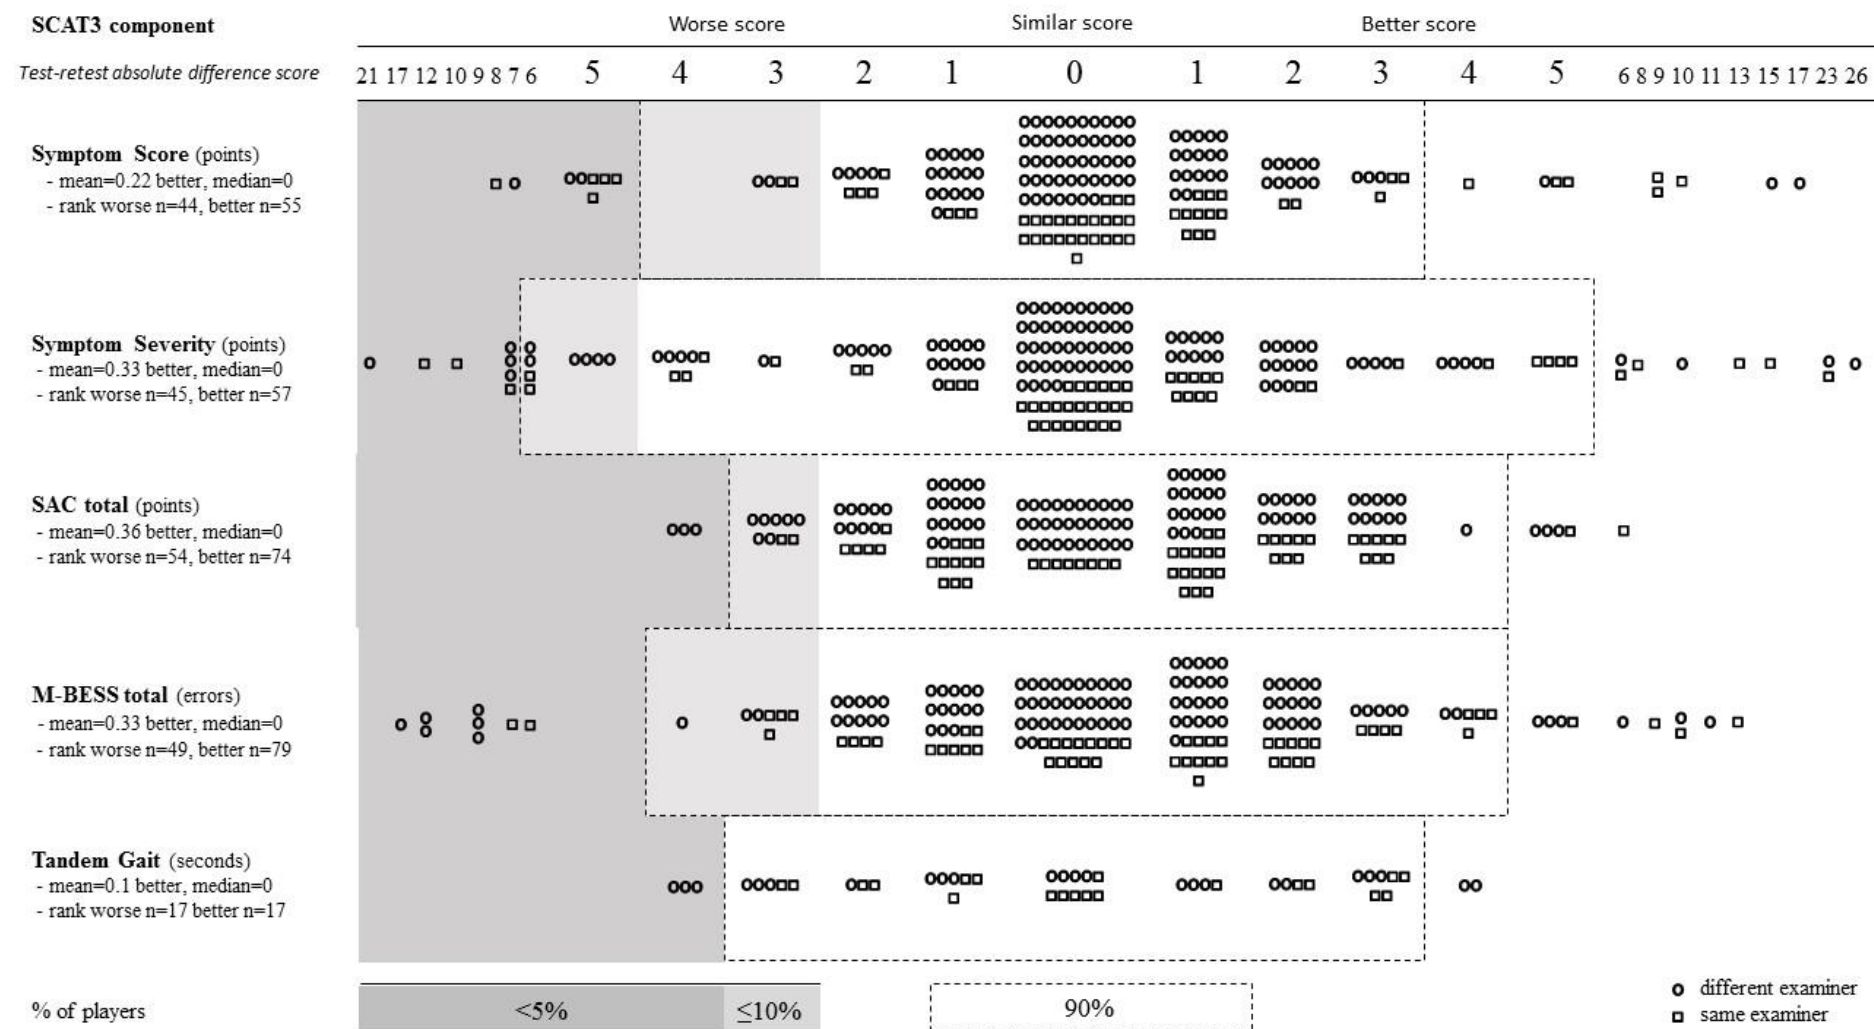 SCAT3 component Worse score Similar score Better score
Test-retest absolute difference score 21 17 12 10 9 8 7 6 5 4 3 2 1 0 1 2 3 4 5 6 8 9 10 11 13 15 17 23 26
Symptom Score (points)
- mean=0.22 better, median=0
- rank worse n=44, better n=55
Symptom Severity (points)
- mean=0.33 better, median=0
- rank worse n=45, better n=57
SAC total (points)
- mean=0.36 better, median=0
- rank worse n=54, better n=74
M-BESS total (errors)
- mean=0.33 better, median=0
- rank worse n=49, better n=79
Tandem Gait (seconds)
- mean=0.1 better, median=0
- rank worse n=17 better n=17
% of players <5% ≤10% 90%
different examiner
same examiner